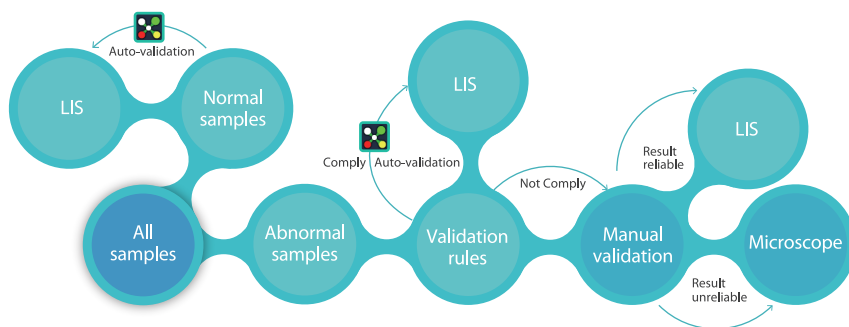 Auto-validation
LIS
Normal
samples
LIS
Comply
Auto-validation
Not Comply
Result
reliable
LIS
All
samples
Abnormal
samples
Validation
rules
Manual
validation
Microscope
Result
unreliable